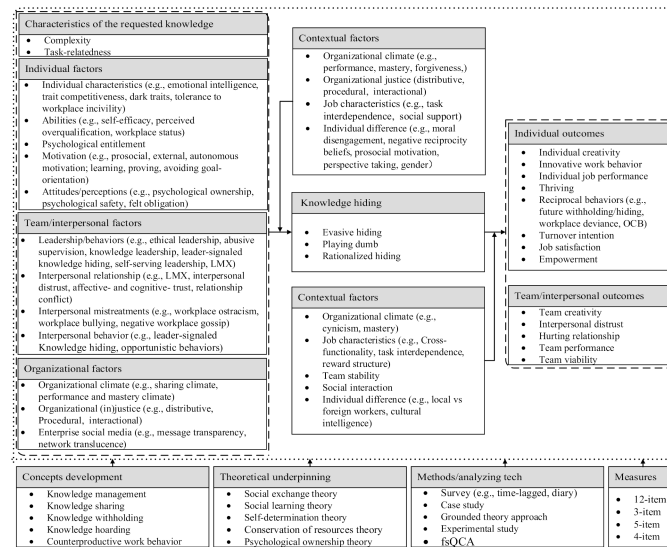 Characteristics of the requested knowledge
• Complexity
• Task-relatedness
Individual factors
• Individual characteristics (e.g., emotional intelligence,
trait competitiveness, dark traits, tolerance to
workplace incivility)
• Abilities (e.g., self-efficacy, perceived
overqualification, workplace status)
• Psychological entitlement
• Motivation (e.g., prosocial, external, autonomous
motivation; learning, proving, avoiding goal-
orientation)
• Attitudes/perceptions (e.g., psychological ownership,
psychological safety, felt obligation)
Team/interpersonal factors
• Leadership/behaviors (e.g., ethical leadership, abusive
supervision, knowledge leadership, leader-signaled
knowledge hiding, self-serving leadership, LMX)
• Interpersonal relationship (e.g., LMX, interpersonal
distrust, affective- and cognitive- trust, relationship
conflict)
• Interpersonal mistreatments (e.g., workplace ostracism,
workplace bullying, negative workplace gossip)
• Interpersonal behavior (e.g., leader-signaled
Knowledge hiding, opportunistic behaviors)
Organizational factors
• Organizational climate (e.g., sharing climate,
performance and mastery climate)
• Organizational (in)justice (e.g., distributive,
Procedural, interactional)
• Enterprise social media (e.g., message transparency,
network translucence)
Contextual factors
• Organizational climate (e.g.,
performance, mastery, forgiveness,)
• Organizational justice (distributive,
procedural, interactional)
• Job characteristics (e.g., task
interdependence, social support)
• Individual difference (e.g., moral
disengagement, negative reciprocity
beliefs, prosocial motivation,
perspective taking, gender)
Knowledge hiding
• Evasive hiding
• Playing dumb
• Rationalized hiding
Contextual factors
• Organizational climate (e.g.,
cynicism, mastery)
• Job characteristics (e.g., Cross-
functionality, task interdependence,
reward structure)
• Team stability
• Social interaction
• Individual difference (e.g., local vs
foreign workers, cultural
intelligence)
Individual outcomes
• Individual creativity
• Innovative work behavior
• Individual job performance
• Thriving
• Reciprocal behaviors (e.g.,
future withholding/hiding,
workplace deviance, OCB)
• Turnover intention
• Job satisfaction
• Empowerment
Team/interpersonal outcomes
• Team creativity
• Interpersonal distrust
• Hurting relationship
• Team performance
• Team viability
Concepts development
• Knowledge management
• Knowledge sharing
• Knowledge withholding
• Knowledge hoarding
• Counterproductive work behavior
Theoretical underpinning
• Social exchange theory
• Social learning theory
• Self-determination theory
• Conservation of resources theory
• Psychological ownership theory
Methods/analyzing tech
• Survey (e.g., time-lagged, diary)
• Case study
• Grounded theory approach
• Experimental study
• fsQCA
Measures
• 12-item
• 3-item
• 5-item
• 4-item